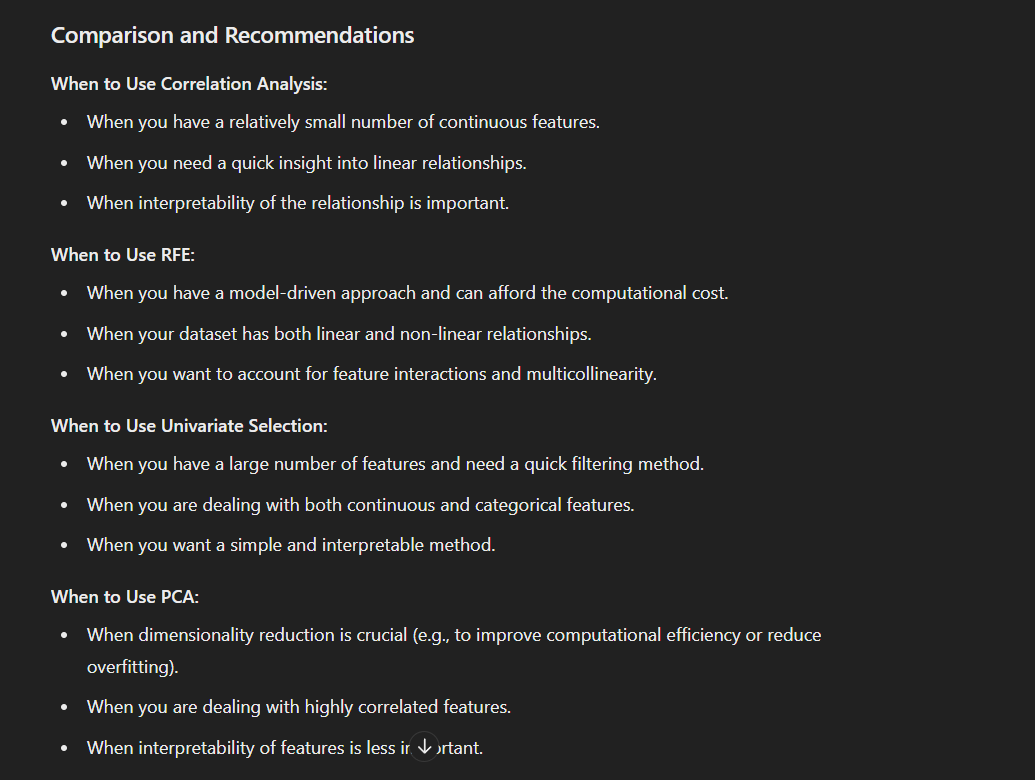 Comparison and Recommendations
When to Use Correlation Analysis:
• When you have a relatively small number of continuous features.
• When you need a quick insight into linear relationships.
• When interpretability of the relationship is important.
When to Use RFE:
• When you have a model-driven approach and can afford the computational cost.
• When your dataset has both linear and non-linear relationships.
• When you want to account for feature interactions and multicollinearity.
When to Use Univariate Selection:
• When you have a large number of features and need a quick filtering method.
• When you are dealing with both continuous and categorical features.
• When you want a simple and interpretable method.
When to Use PCA:
• When dimensionality reduction is crucial (e.g., to improve computational efficiency or reduce
overfitting).
• When you are dealing with highly correlated features.
• When interpretability of features is less